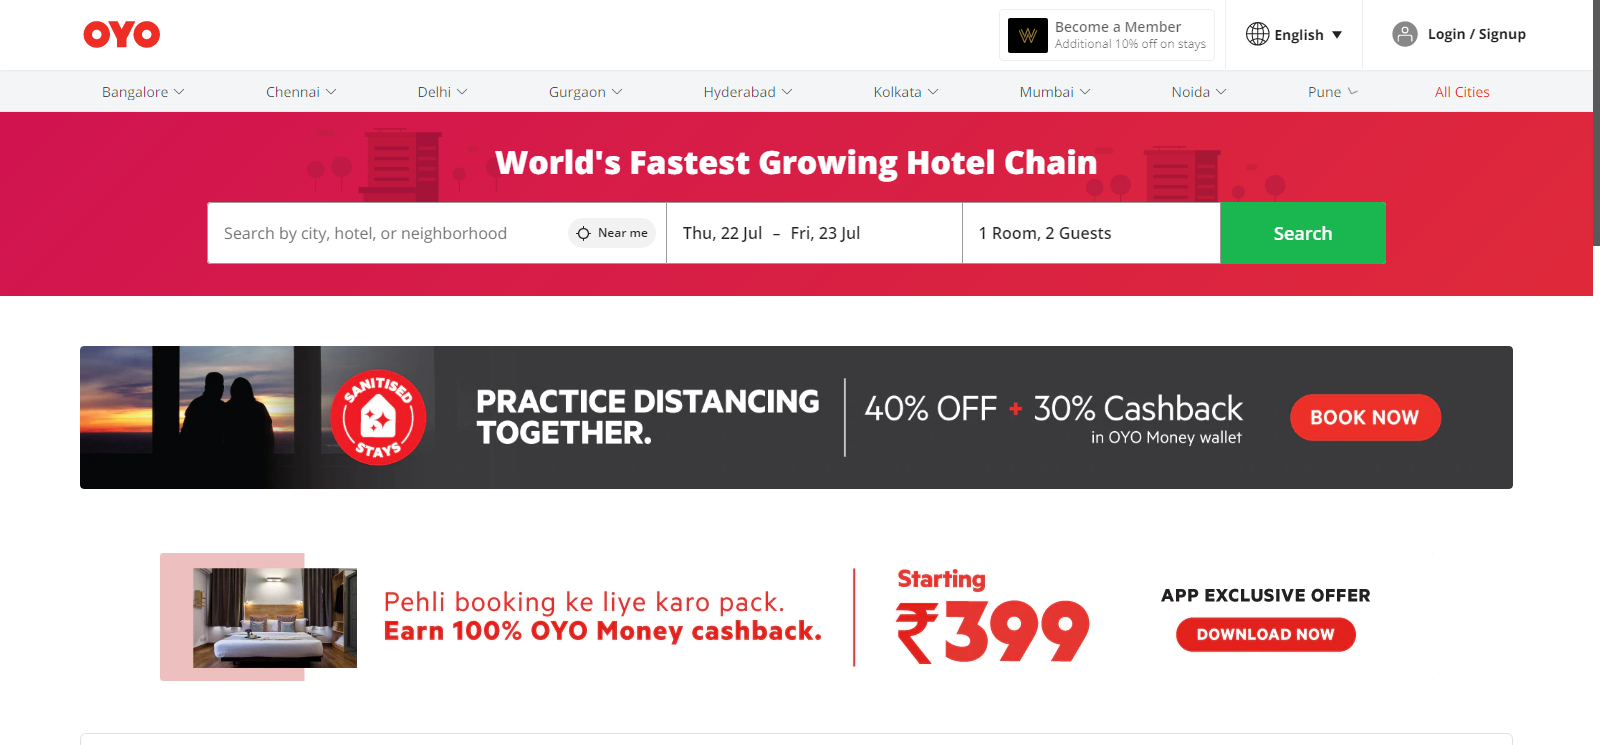 OYO
Become a Member
Additional 10% off on stays
English
Login / Signup
Bangalore
Chennai
Delhi
Gurgaon
Hyderabad
Kolkata
Mumbai
Noida
Pune
All Cities
World's Fastest Growing Hotel Chain
Search by city, hotel, or neighborhood
Near me
Thu, 22 Jul – Fri, 23 Jul
1 Room, 2 Guests
Search
SANITISED
STAYS
PRACTICE DISTANCING
TOGETHER.
40% OFF + 30% Cashback
in OYO Money wallet
BOOK NOW
Pehli booking ke liye karo pack.
Earn 100% OYO Money cashback.
Starting
₹399
APP EXCLUSIVE OFFER
DOWNLOAD NOW